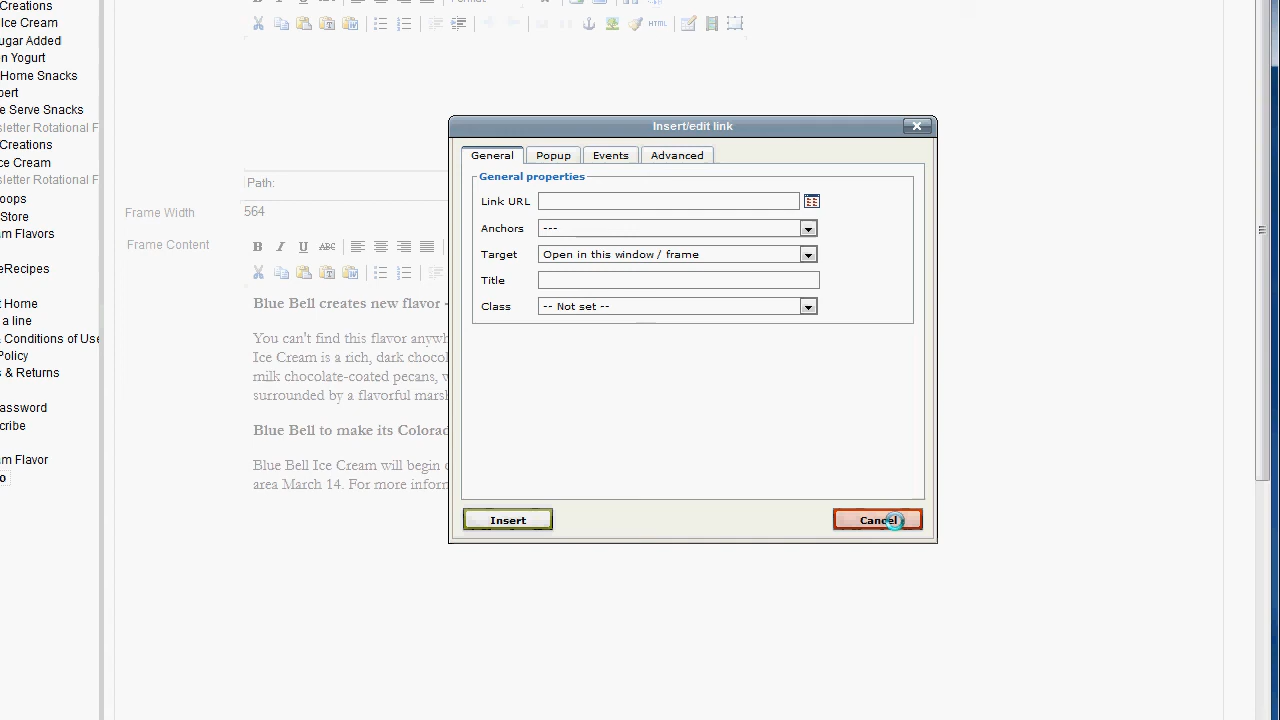 Creations
Ice Cream
ugar Added
n Yogurt
Home Snacks
bert
e Serve Snacks
sletter Rotational F
Creations
Ice Cream
sletter Rotational F
oops
Store
am Flavors
eRecipes
t Home
a line
& Conditions of Use
Policy
s & Returns
assword
cribe
am Flavor
o
HTML
Path:
Frame Width
564
Frame Content
B I U ABC
Blue Bell creates new flavor -
You can't find this flavor anywh
Ice Cream is a rich, dark chocol
milk chocolate-coated pecans, w
surrounded by a flavorful marsh
Blue Bell to make its Colorad
Blue Bell Ice Cream will begin d
area March 14. For more inform
Insert/edit link
General
Popup
Events
Advanced
General properties
Link URL
Anchors
---
Target
Open in this window / frame
Title
Class
-- Not set --
Insert
Cancel